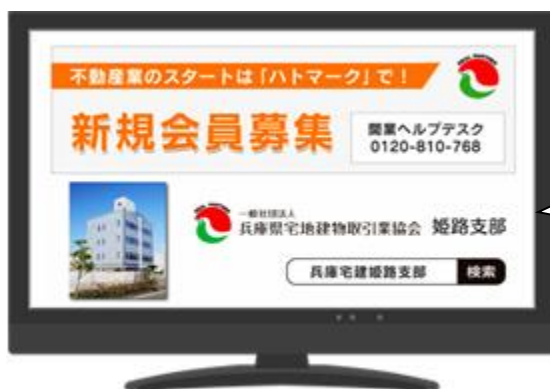 不動産業のスタートは「ハトマーク」で！
新規会員募集
開業ヘルプデスク
0120-810-768
一般社団法人
兵庫県宅地建物取引業協会 姫路支部
兵庫宅建姫路支部 検索